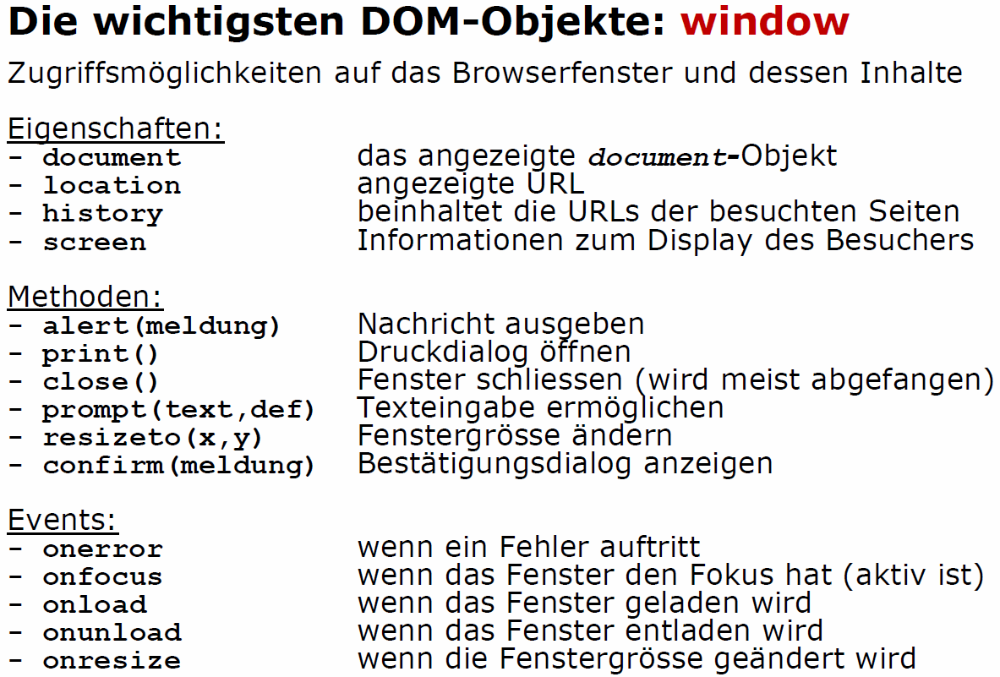 Die wichtigsten DOM-Objekte: window
Zugriffsmöglichkeiten auf das Browserfenster und dessen Inhalte
Eigenschaften:
- document das angezeigte document-Objekt
- location angezeigte URL
- history beinhaltet die URLs der besuchten Seiten
- screen Informationen zum Display des Besuchers
Methoden:
- alert(meldung) Nachricht ausgeben
- print() Druckdialog öffnen
- close() Fenster schliessen (wird meist abgefangen)
- prompt(text,def) Texteingabe ermöglichen
- resizeto(x,y) Fenstergrösse ändern
- confirm(meldung) Bestätigungsdialog anzeigen
Events:
- onerror wenn ein Fehler auftritt
- onfocus wenn das Fenster den Fokus hat (aktiv ist)
- onload wenn das Fenster geladen wird
- onunload wenn das Fenster entladen wird
- onresize wenn die Fenstergrösse geändert wird